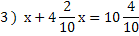 3 ) x + 4 2/10 x = 10 4/10